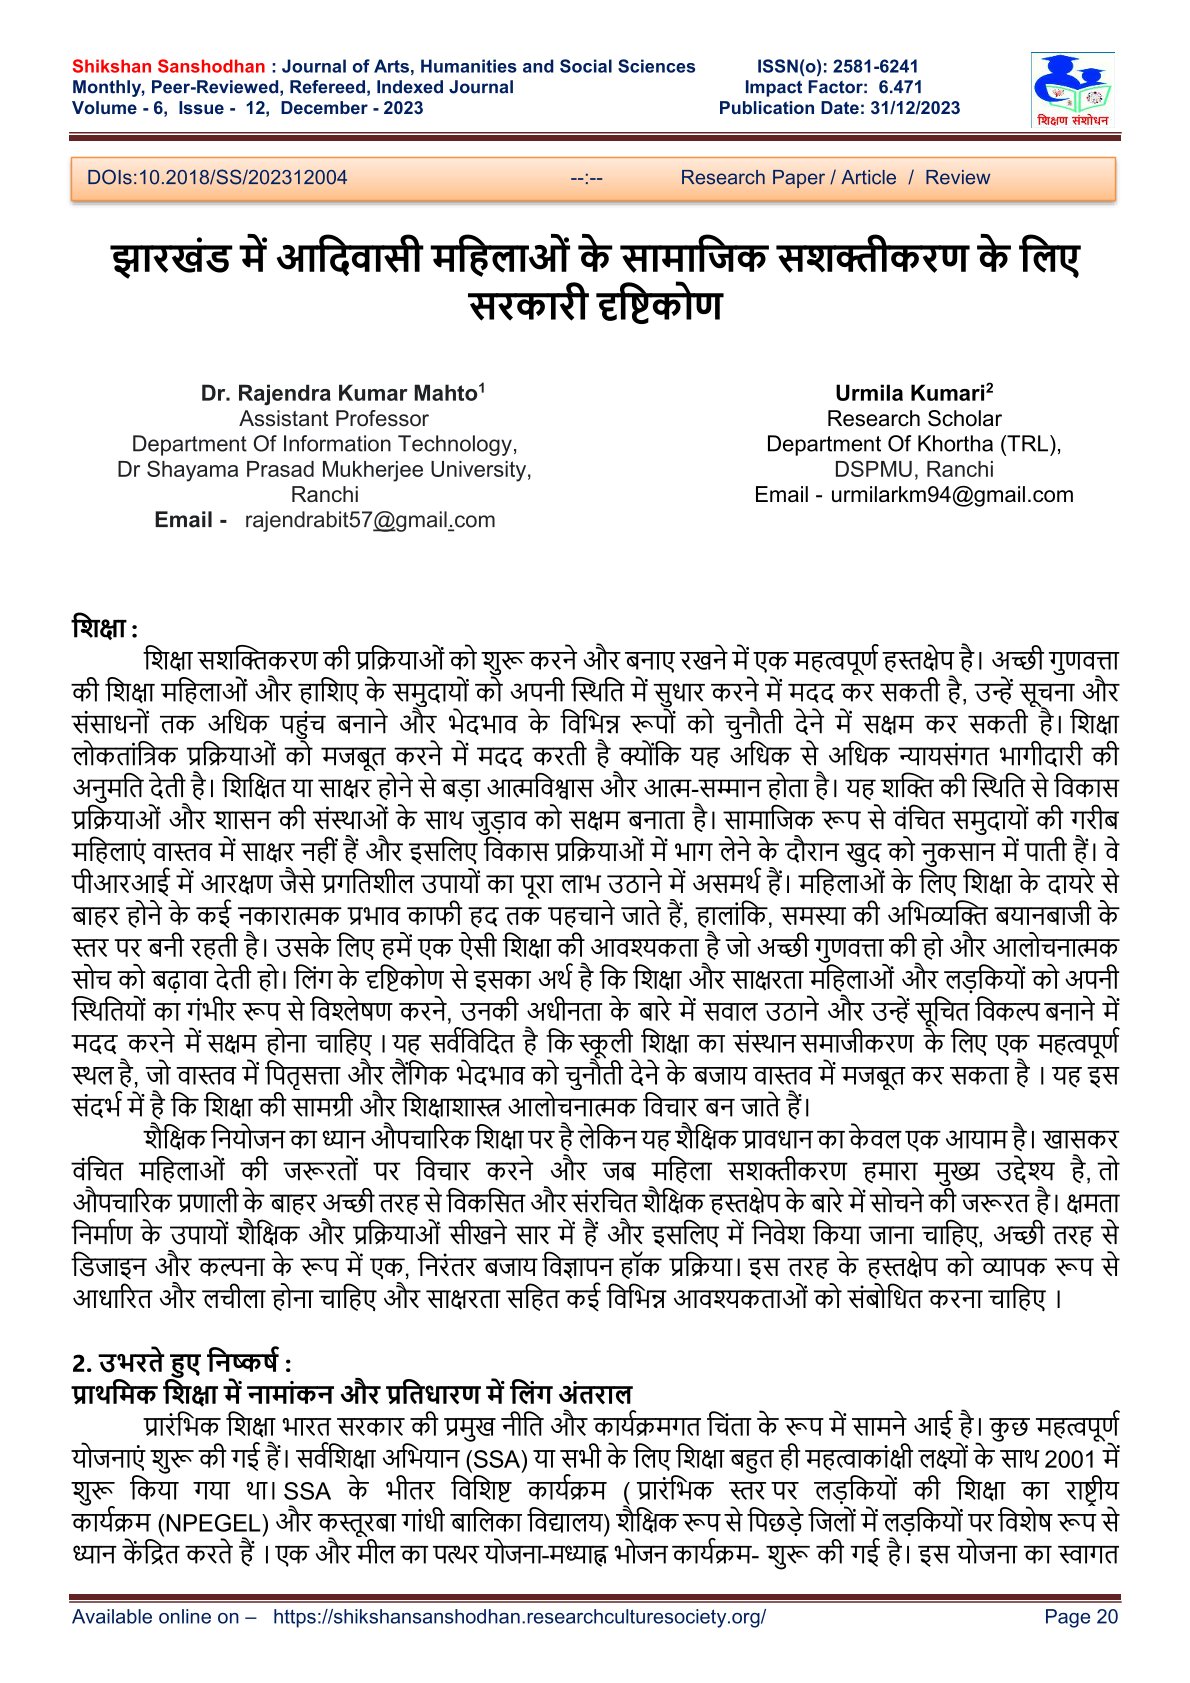 Shikshan Sanshodhan : Journal of Arts, Humanities and Social Sciences ISSN(o): 2581-6241
Monthly, Peer-Reviewed, Refereed, Indexed Journal Impact Factor: 6.471
Volume - 6, Issue - 12, December - 2023 Publication Date: 31/12/2023
शिक्षण संशोधन
DOIs:10.2018/SS/202312004 --:-- Research Paper / Article / Review
झारखंड में आदिवासी महिलाओं के सामाजिक सशक्तीकरण के लिए
सरकारी दृष्टिकोण
Dr. Rajendra Kumar Mahto¹
Assistant Professor
Department Of Information Technology,
Dr Shayama Prasad Mukherjee University,
Ranchi
Email - rajendrabit57@gmail.com
Urmila Kumari²
Research Scholar
Department Of Khortha (TRL),
DSPMU, Ranchi
Email - urmilarkm94@gmail.com
शिक्षा :
शिक्षा सशक्तिकरण की प्रक्रियाओं को शुरू करने और बनाए रखने में एक महत्वपूर्ण हस्तक्षेप है। अच्छी गुणवत्ता
की शिक्षा महिलाओं और हाशिए के समुदायों को अपनी स्थिति में सुधार करने में मदद कर सकती है, उन्हें सूचना और
संसाधनों तक अधिक पहुंच बनाने और भेदभाव के विभिन्न रूपों को चुनौती देने में सक्षम कर सकती है। शिक्षा
लोकतांत्रिक प्रक्रियाओं को मजबूत करने में मदद करती है क्योंकि यह अधिक से अधिक न्यायसंगत भागीदारी की
अनुमति देती है। शिक्षित या साक्षर होने से बड़ा आत्मविश्वास और आत्म-सम्मान होता है। यह शक्ति की स्थिति से विकास
प्रक्रियाओं और शासन की संस्थाओं के साथ जुड़ाव को सक्षम बनाता है। सामाजिक रूप से वंचित समुदायों की गरीब
महिलाएं वास्तव में साक्षर नहीं हैं और इसलिए विकास प्रक्रियाओं में भाग लेने के दौरान खुद को नुकसान में पाती हैं। वे
पीआरआई में आरक्षण जैसे प्रगतिशील उपायों का पूरा लाभ उठाने में असमर्थ हैं। महिलाओं के लिए शिक्षा के दायरे से
बाहर होने के कई नकारात्मक प्रभाव काफी हद तक पहचाने जाते हैं, हालांकि, समस्या की अभिव्यक्ति बयानबाजी के
स्तर पर बनी रहती है। उसके लिए हमें एक ऐसी शिक्षा की आवश्यकता है जो अच्छी गुणवत्ता की हो और आलोचनात्मक
सोच को बढ़ावा देती हो। लिंग के दृष्टिकोण से इसका अर्थ है कि शिक्षा और साक्षरता महिलाओं और लड़कियों को अपनी
स्थितियों का गंभीर रूप से विश्लेषण करने, उनकी अधीनता के बारे में सवाल उठाने और उन्हें सूचित विकल्प बनाने में
मदद करने में सक्षम होना चाहिए । यह सर्वविदित है कि स्कूली शिक्षा का संस्थान समाजीकरण के लिए एक महत्वपूर्ण
स्थल है, जो वास्तव में पितृसत्ता और लैंगिक भेदभाव को चुनौती देने के बजाय वास्तव में मजबूत कर सकता है । यह इस
संदर्भ में है कि शिक्षा की सामग्री और शिक्षाशास्त्र आलोचनात्मक विचार बन जाते हैं।
शैक्षिक नियोजन का ध्यान औपचारिक शिक्षा पर है लेकिन यह शैक्षिक प्रावधान का केवल एक आयाम है। खासकर
वंचित महिलाओं की जरूरतों पर विचार करने और जब महिला सशक्तीकरण हमारा मुख्य उद्देश्य है, तो
औपचारिक प्रणाली के बाहर अच्छी तरह से विकसित और संरचित शैक्षिक हस्तक्षेप के बारे में सोचने की जरूरत है। क्षमता
निर्माण के उपायों शैक्षिक और प्रक्रियाओं सीखने सार में हैं और इसलिए में निवेश किया जाना चाहिए, अच्छी तरह से
डिजाइन और कल्पना के रूप में एक, निरंतर बजाय विज्ञापन हॉक प्रक्रिया। इस तरह के हस्तक्षेप को व्यापक रूप से
आधारित और लचीला होना चाहिए और साक्षरता सहित कई विभिन्न आवश्यकताओं को संबोधित करना चाहिए ।
2. उभरते हुए निष्कर्ष :
प्राथमिक शिक्षा में नामांकन और प्रतिधारण में लिंग अंतराल
प्रारंभिक शिक्षा भारत सरकार की प्रमुख नीति और कार्यक्रमगत चिंता के रूप में सामने आई है। कुछ महत्वपूर्ण
योजनाएं शुरू की गई हैं। सर्वशिक्षा अभियान (SSA) या सभी के लिए शिक्षा बहुत ही महत्वाकांक्षी लक्ष्यों के साथ 2001 में
शुरू किया गया था। SSA के भीतर विशिष्ट कार्यक्रम ( प्रारंभिक स्तर पर लड़कियों की शिक्षा का राष्ट्रीय
कार्यक्रम (NPEGEL) और कस्तूरबा गांधी बालिका विद्यालय) शैक्षिक रूप से पिछड़े जिलों में लड़कियों पर विशेष रूप से
ध्यान केंद्रित करते हैं । एक और मील का पत्थर योजना-मध्याह्न भोजन कार्यक्रम- शुरू की गई है। इस योजना का स्वागत
Available online on – https://shikshansanshodhan.researchculturesociety.org/ Page 20